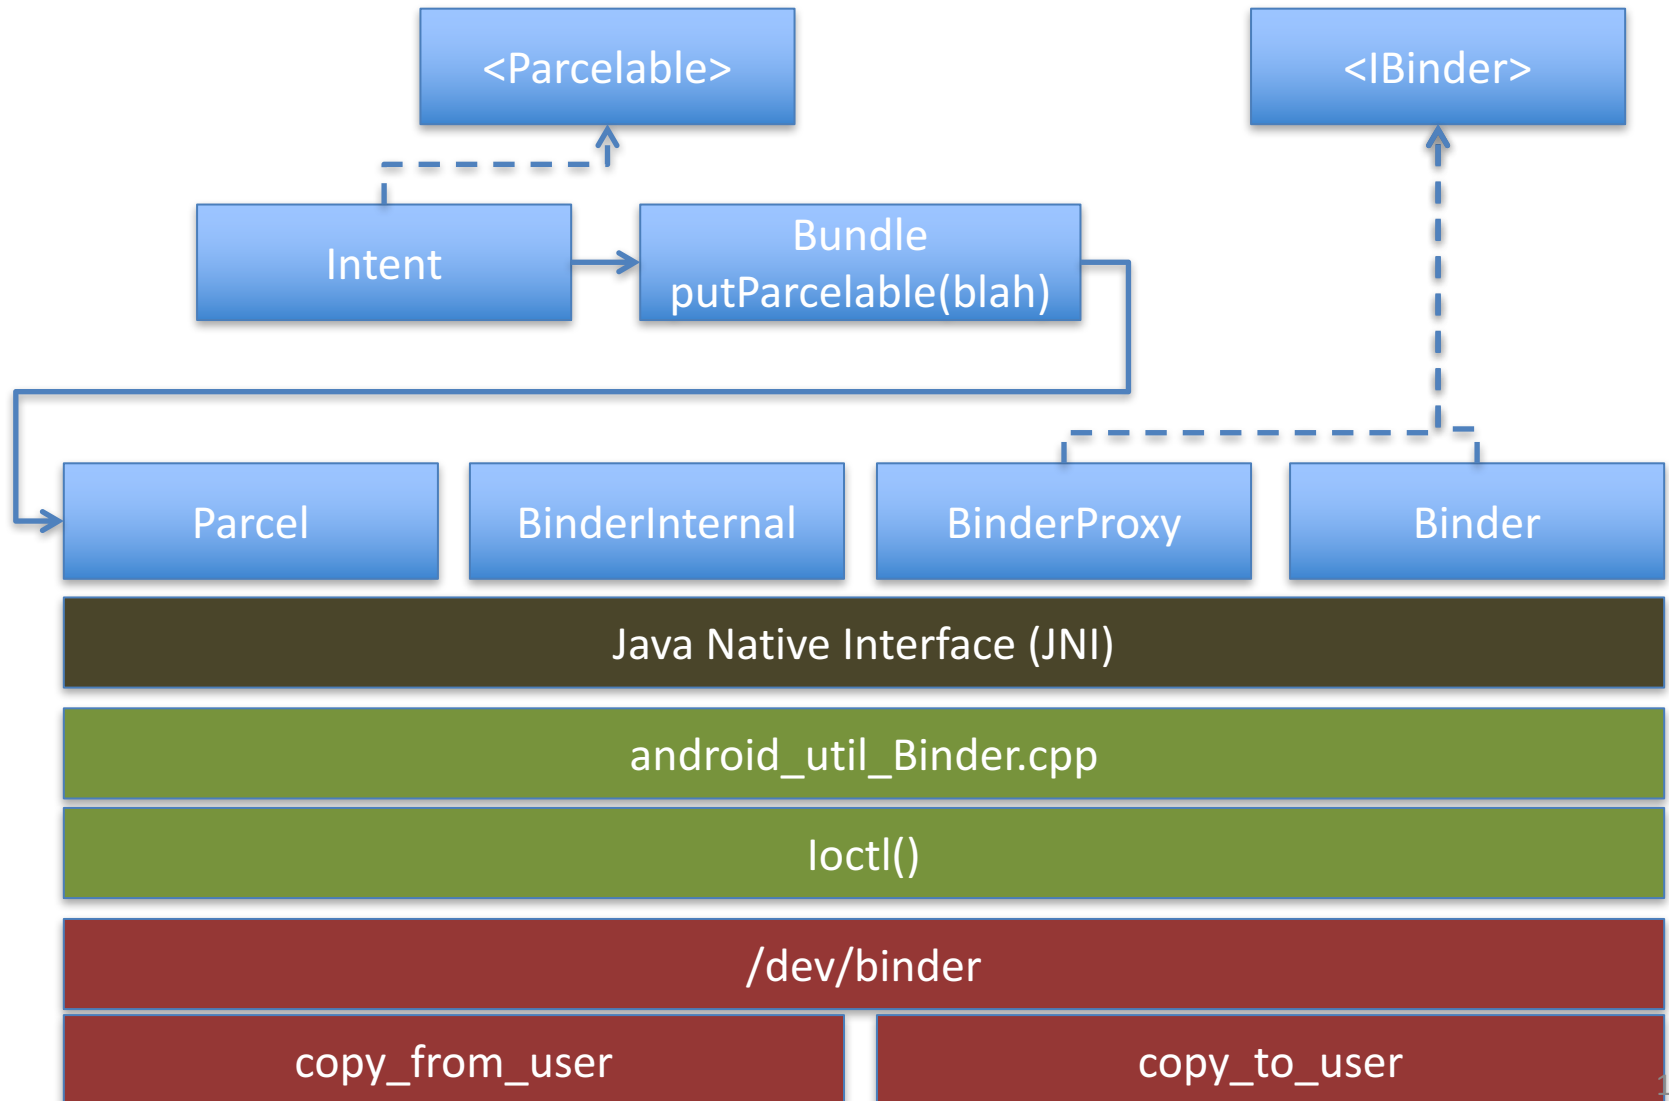 <Parcelable>
<IBinder>
Intent
Bundle
putParcelable(blah)
Parcel
BinderInternal
BinderProxy
Binder
Java Native Interface (JNI)
android_util_Binder.cpp
Ioctl()
/dev/binder
copy_from_user
copy_to_user